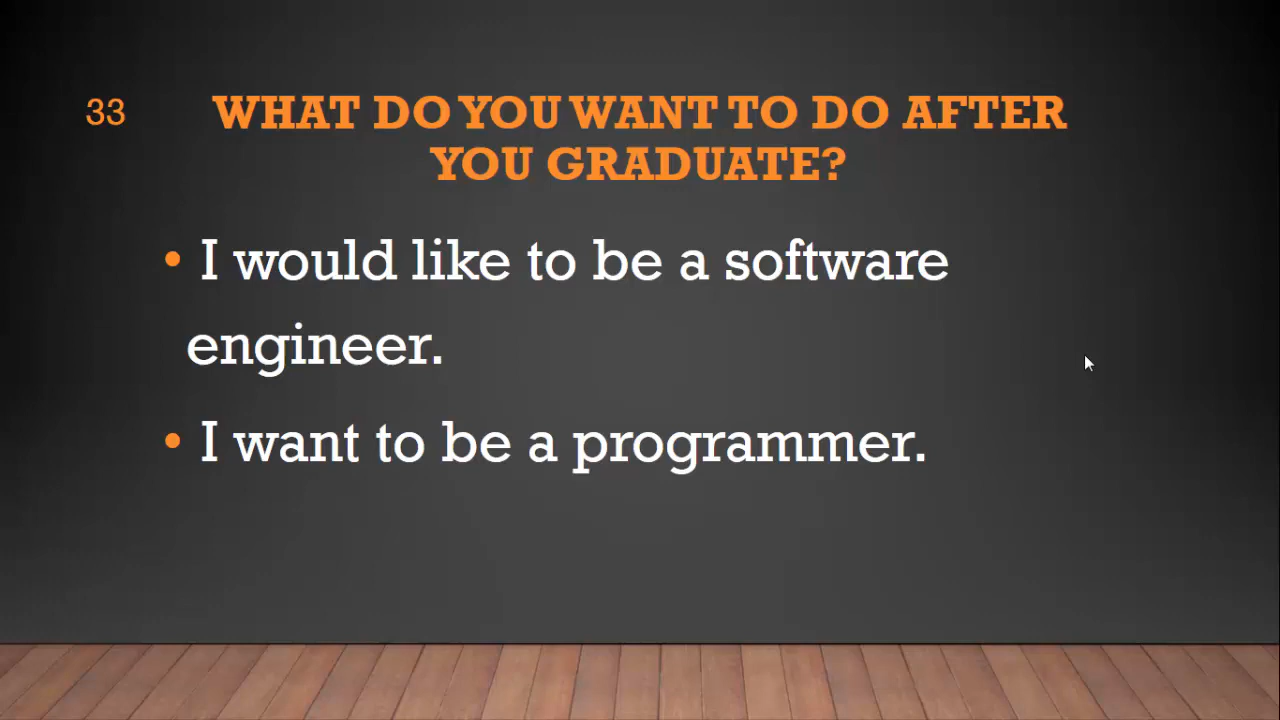 33
WHAT DO YOU WANT TO DO AFTER
YOU GRADUATE?
• I would like to be a software
engineer.
• I want to be a programmer.